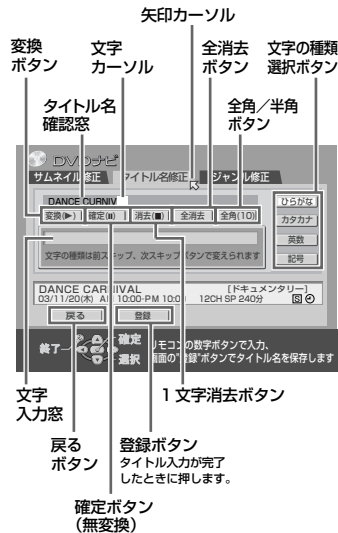 矢印カーソル
変換
ボタン
文字
カーソル
全消去
ボタン
文字の種類
選択ボタン
タイトル名
確認窓
全角／半角
ボタン
DVDナビ
サムネイル修正
タイトル名修正
ジャンル修正
DANCE CURNIV
変換(▶)
確定(II)
消去(■)
全消去
全角(10)
ひらがな
カタカナ
英数
記号
文字の種類は前スキップ、次スキップボタンで変えられます
DANCE CARNIVAL
[ドキュメンタリー]
03/11/20(木) AM 10:00-PM 10:00 12CH SP 240分
戻る
登録
終了
確定
選択
リモコンの数字ボタンで入力、
画面の"登録"ボタンでタイトル名を保存します
文字
入力窓
1文字消去ボタン
戻る
ボタン
登録ボタン
タイトル入力が完了
したときに押します。
確定ボタン
（無変換）